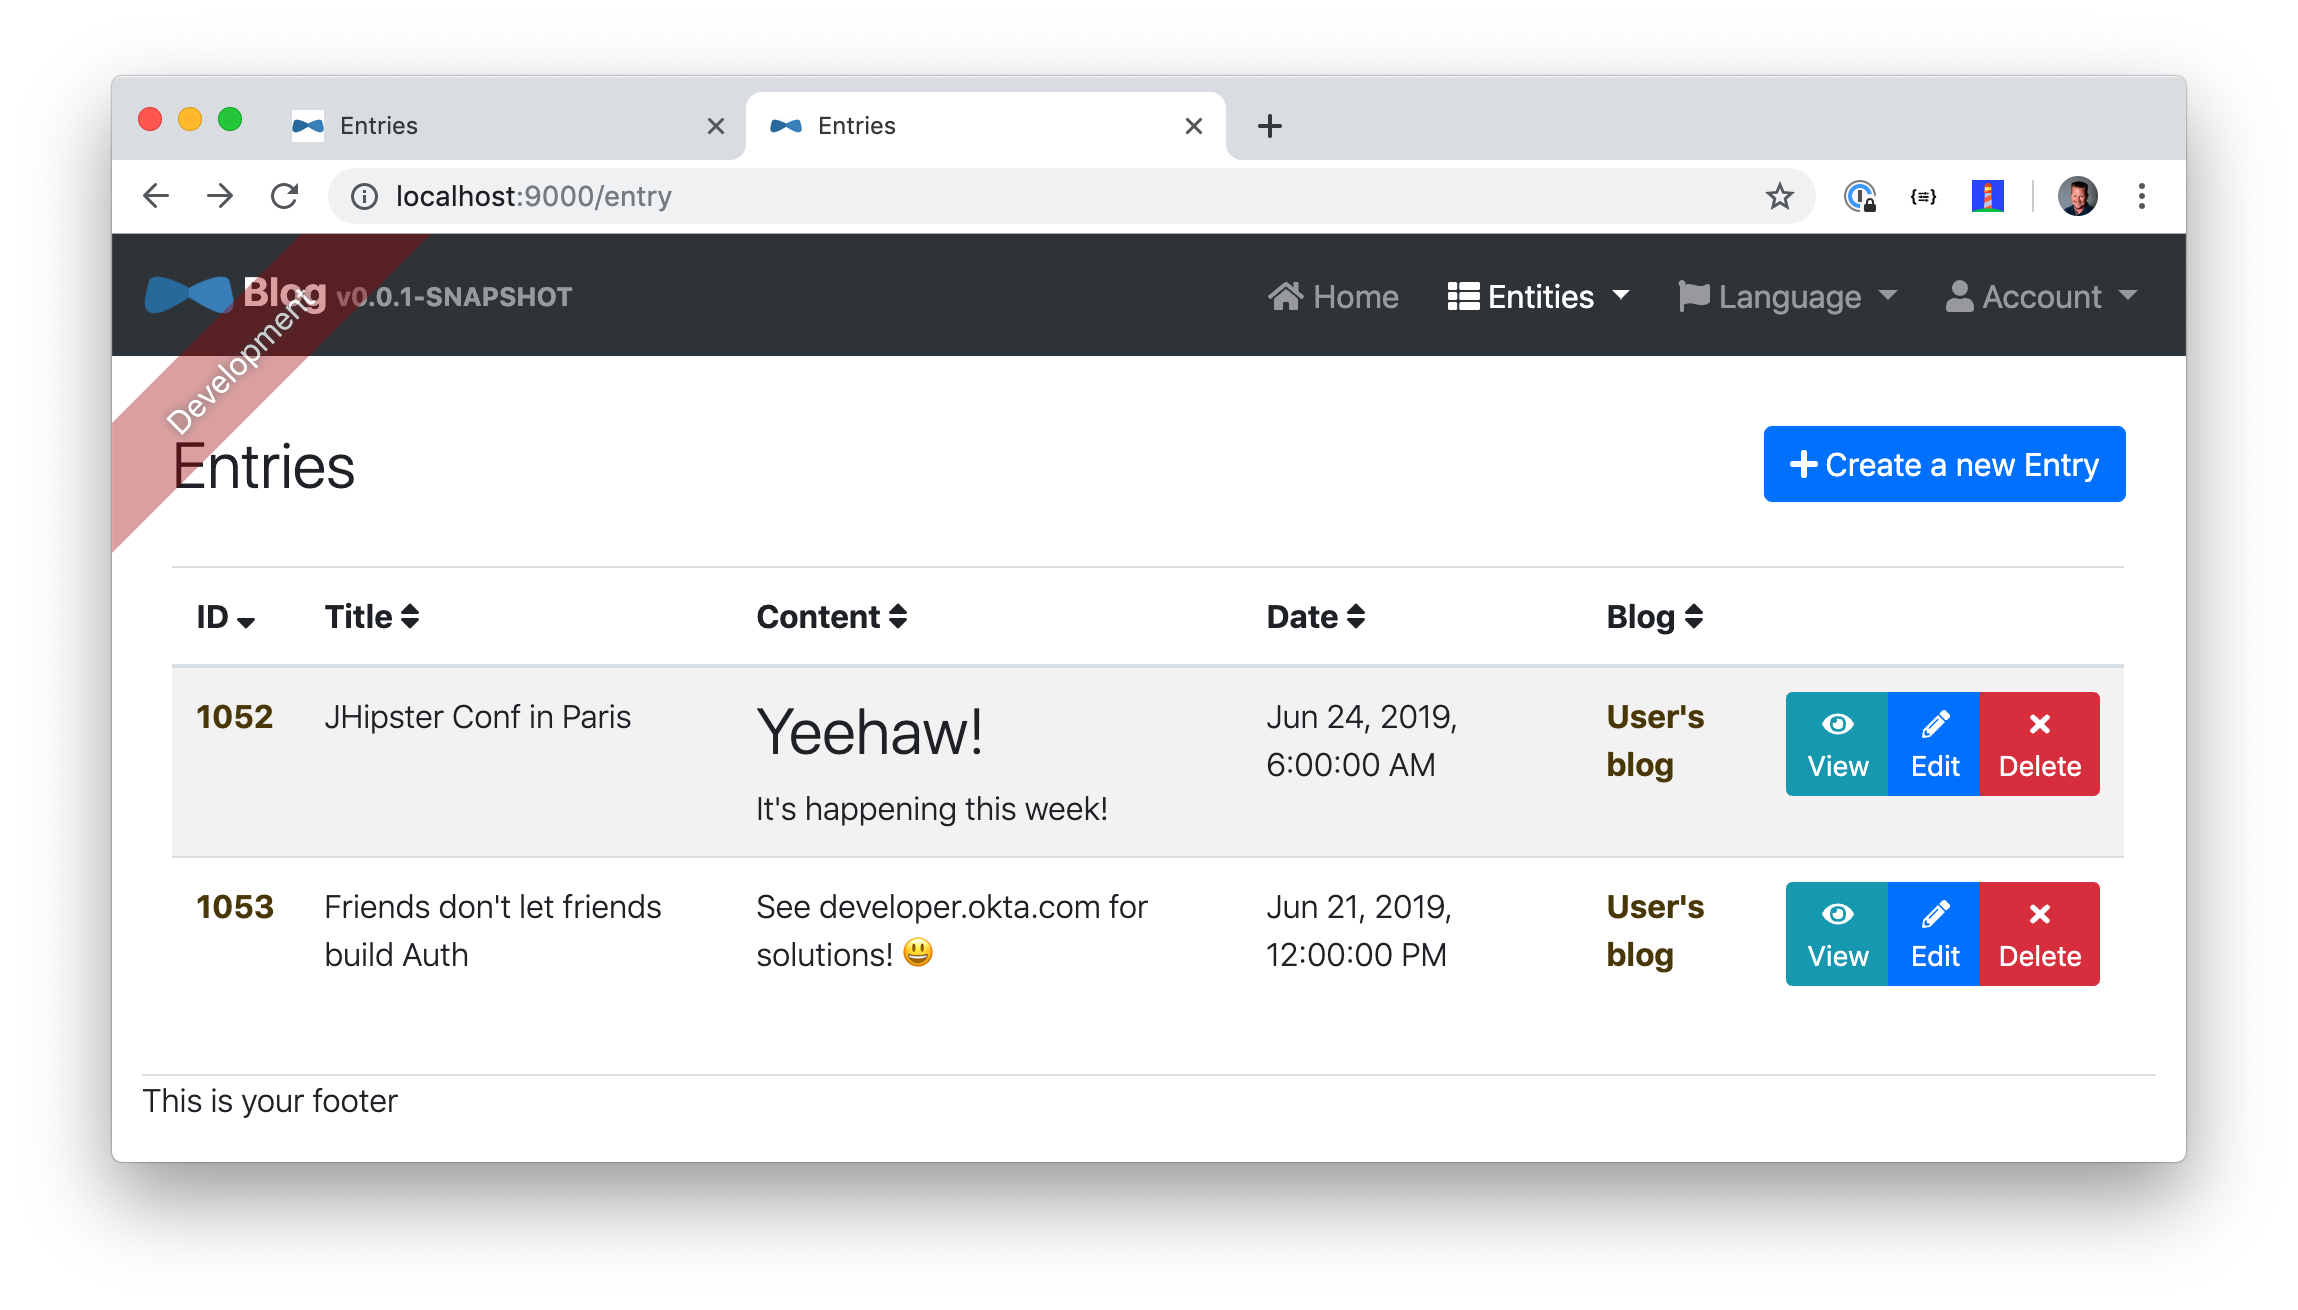 Entries
Entries
localhost:9000/entry
Blog v0.0.1-SNAPSHOT
Home
Entities
Language
Account
Development
Entries
Create a new Entry
ID Title Content Date Blog
1052 JHipster Conf in Paris Yeehaw! Jun 24, 2019, User's
6:00:00 AM blog View Edit Delete
It's happening this week!
1053 Friends don't let friends See developer.okta.com for Jun 21, 2019, User's
build Auth solutions! 😃 12:00:00 PM blog View Edit Delete
This is your footer